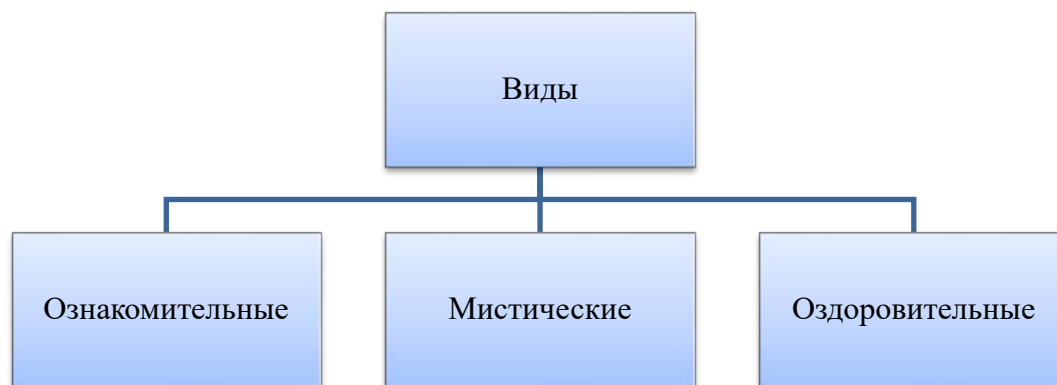 Виды
Ознакомительные
Мистические
Оздоровительные